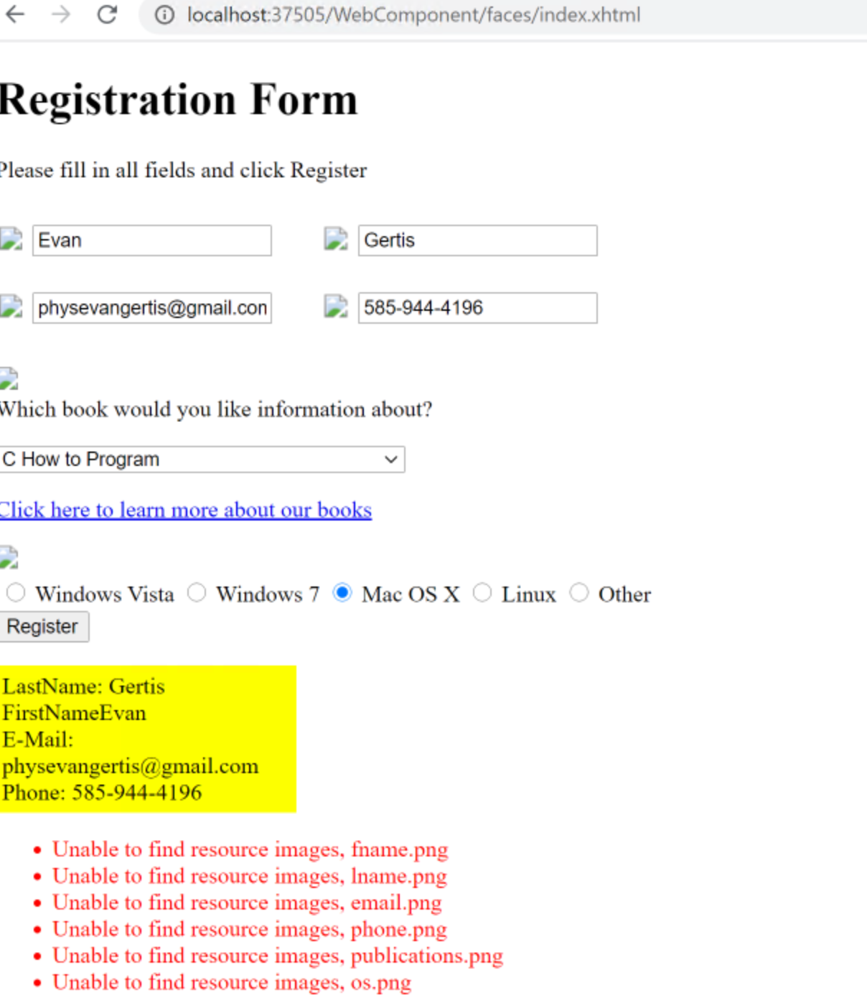 localhost:37505/WebComponent/faces/index.xhtml
Registration Form
Please fill in all fields and click Register
Evan
Gertis
physevangertis@gmail.con
585-944-4196
Which book would you like information about?
C How to Program
Click here to learn more about our books
Windows Vista Windows 7 Mac OS X Linux Other
Register
LastName: Gertis
FirstNameEvan
E-Mail:
physevangertis@gmail.com
Phone: 585-944-4196
Unable to find resource images, fname.png
Unable to find resource images, lname.png
Unable to find resource images, email.png
Unable to find resource images, phone.png
Unable to find resource images, publications.png
Unable to find resource images, os.png